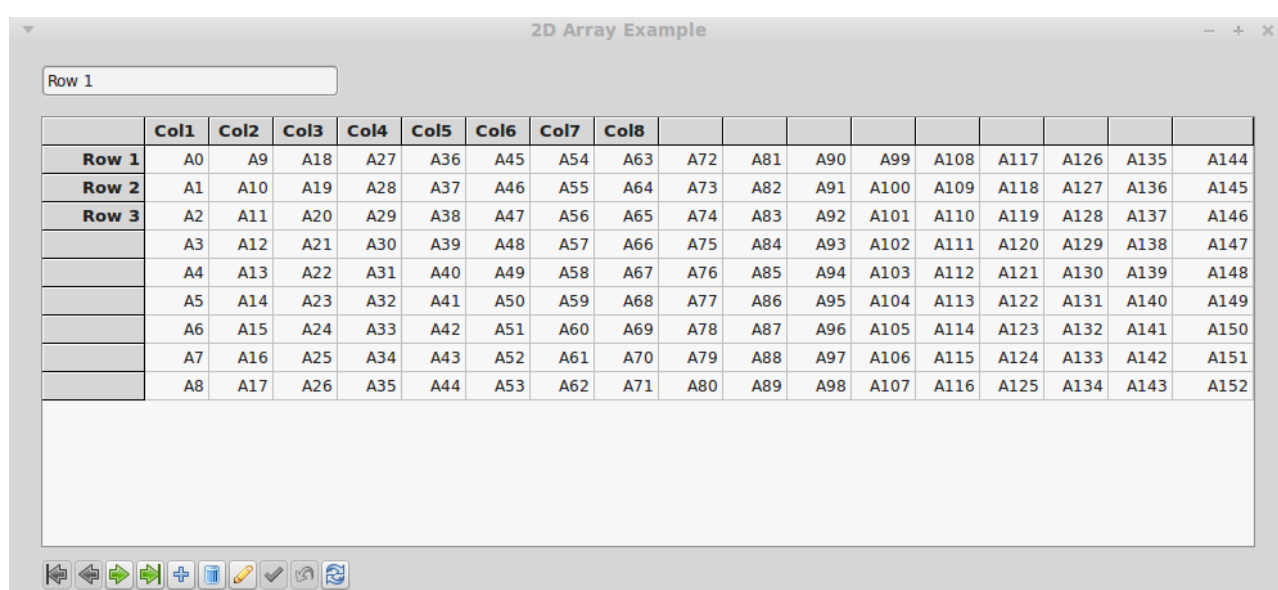 2D Array Example
Row 1
Col1 Col2 Col3 Col4 Col5 Col6 Col7 Col8
Row 1 A0 A9 A18 A27 A36 A45 A54 A63 A72 A81 A90 A99 A108 A117 A126 A135 A144
Row 2 A1 A10 A19 A28 A37 A46 A55 A64 A73 A82 A91 A100 A109 A118 A127 A136 A145
Row 3 A2 A11 A20 A29 A38 A47 A56 A65 A74 A83 A92 A101 A110 A119 A128 A137 A146
A3 A12 A21 A30 A39 A48 A57 A66 A75 A84 A93 A102 A111 A120 A129 A138 A147
A4 A13 A22 A31 A40 A49 A58 A67 A76 A85 A94 A103 A112 A121 A130 A139 A148
A5 A14 A23 A32 A41 A50 A59 A68 A77 A86 A95 A104 A113 A122 A131 A140 A149
A6 A15 A24 A33 A42 A51 A60 A69 A78 A87 A96 A105 A114 A123 A132 A141 A150
A7 A16 A25 A34 A43 A52 A61 A70 A79 A88 A97 A106 A115 A124 A133 A142 A151
A8 A17 A26 A35 A44 A53 A62 A71 A80 A89 A98 A107 A116 A125 A134 A143 A152